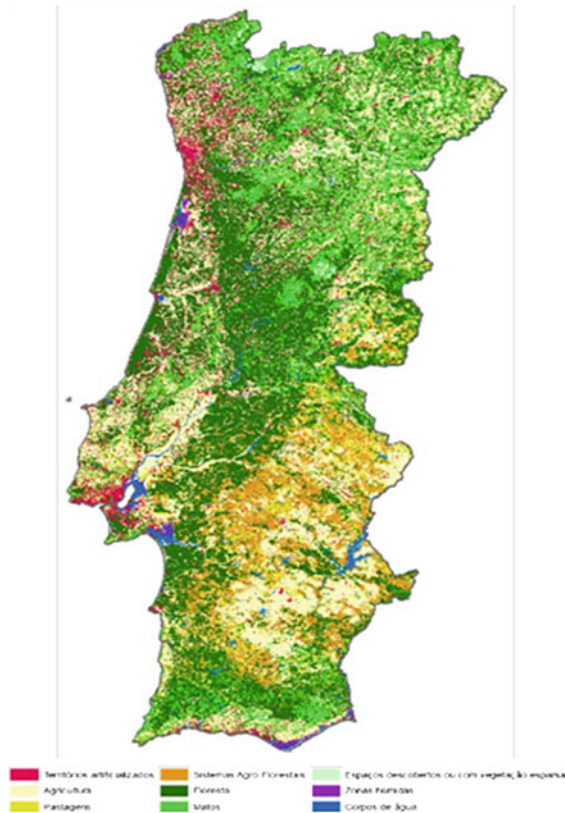 Territórios artificializados
Sistemas Agro-Florestais
Espaços descobertos ou com vegetação esparsa
Agricultura
Floresta
Zonas húmidas
Pastagens
Matos
Corpos de água